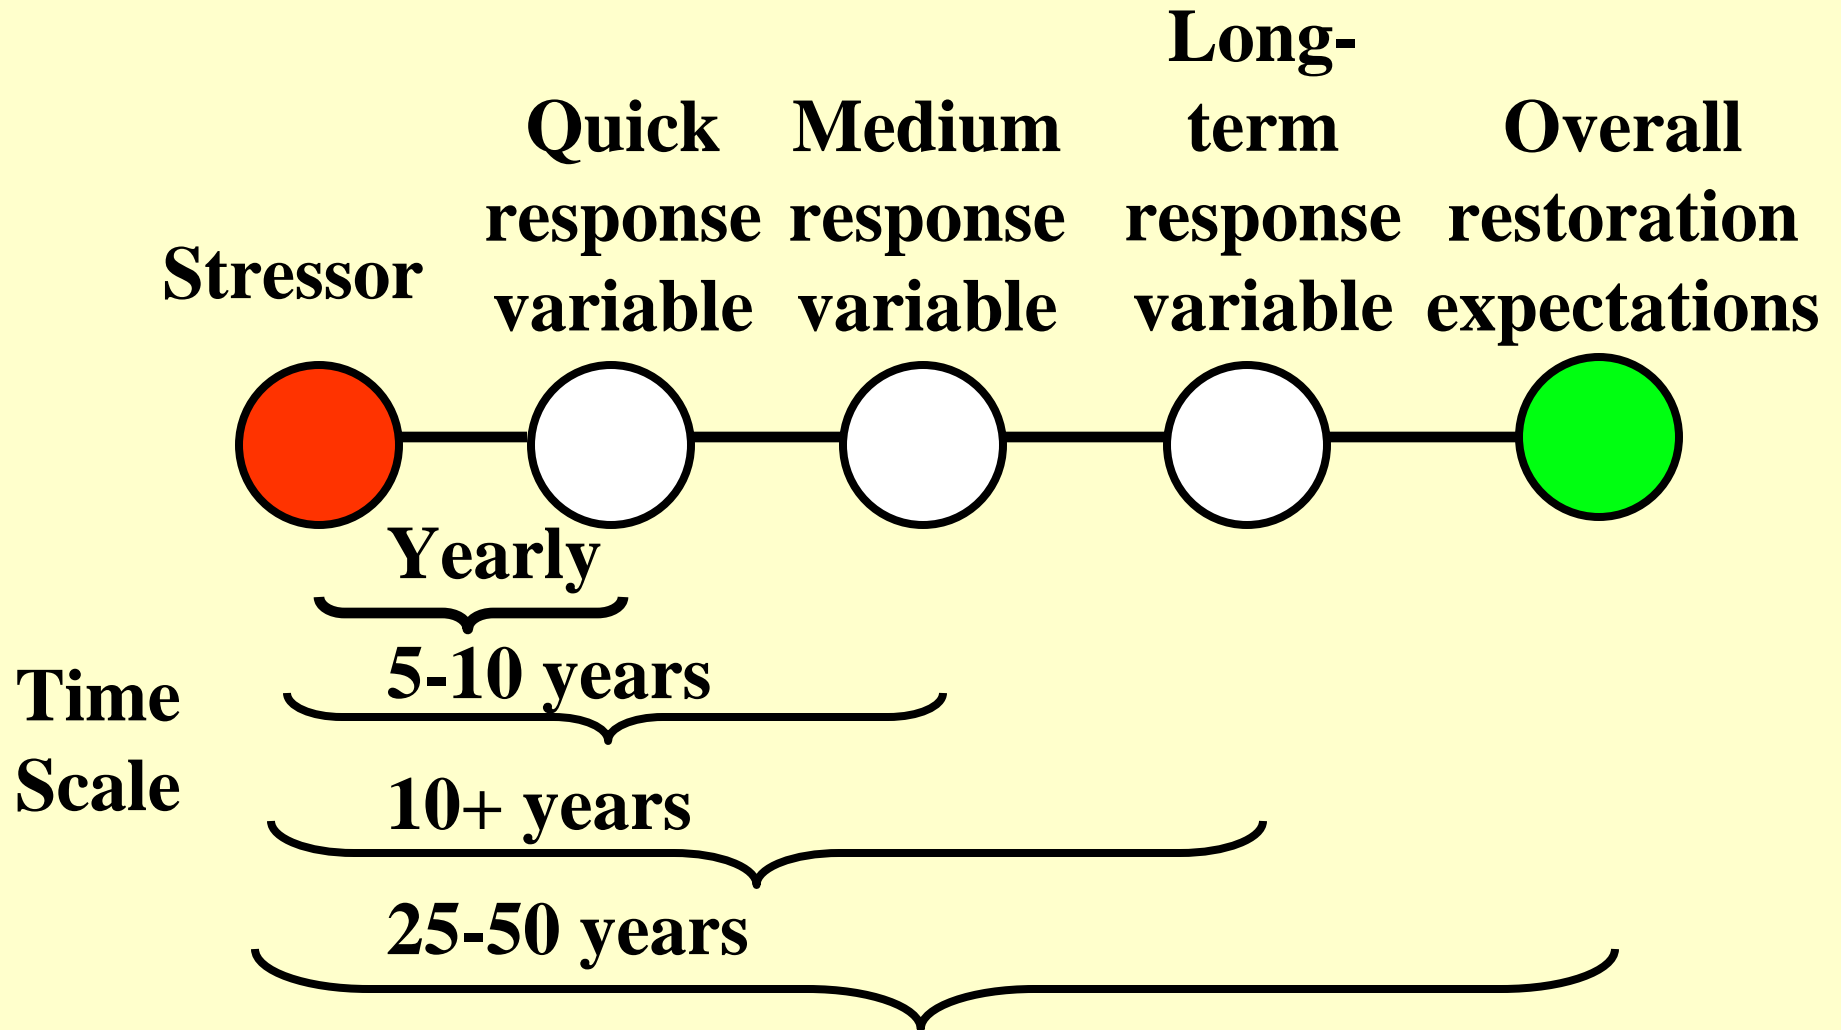 Stressor
Quick
response
variable
Medium
response
variable
Long-
term
response
variable
Overall
restoration
expectations
Yearly
5-10 years
Time
Scale
10+ years
25-50 years